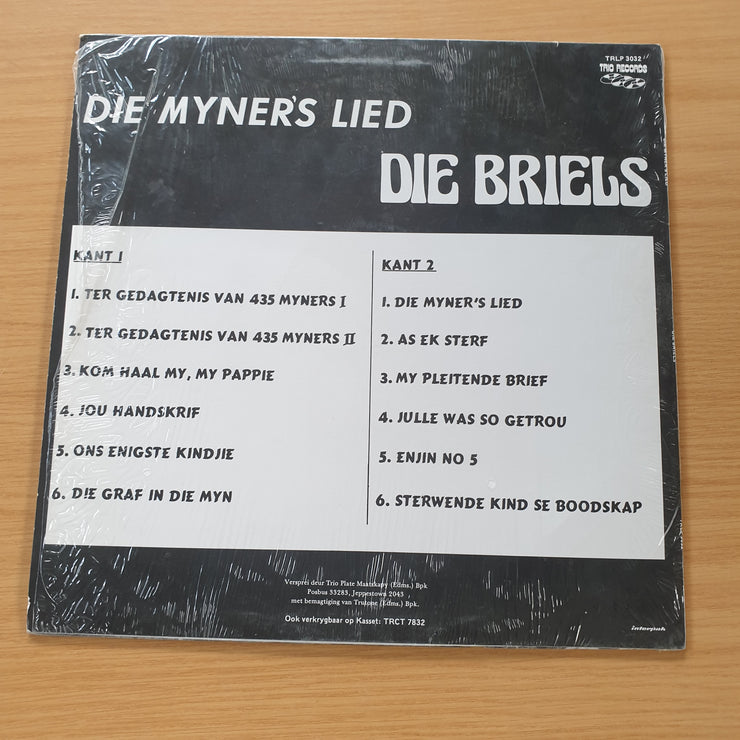 TRLP 3032
TRIO RECORDS
DIE MYNER'S LIED
DIE BRIELS
KANT 1
1. TER GEDAGTENIS VAN 435 MYNERS I
2. TER GEDAGTENIS VAN 435 MYNERS II
3. KOM HAAL MY, MY PAPPIE
4. JOU HANDSKRIF
5. ONS ENIGSTE KINDJIE
6. DIE GRAF IN DIE MYN
KANT 2
1. DIE MYNER'S LIED
2. AS EK STERF
3. MY PLEITENDE BRIEF
4. JULLE WAS SO GETROU
5. ENJIN NO 5
6. STERWENDE KIND SE BOODSKAP
Versprei deur Trio Plate Maatskapy (Edms.) Bpk
Posbus 33283, Jeppestown 2043
met bemagtiging van Trutone (Edms.) Bpk.
Ook verkrygbaar op Kasset: TRCT 7832
interpak